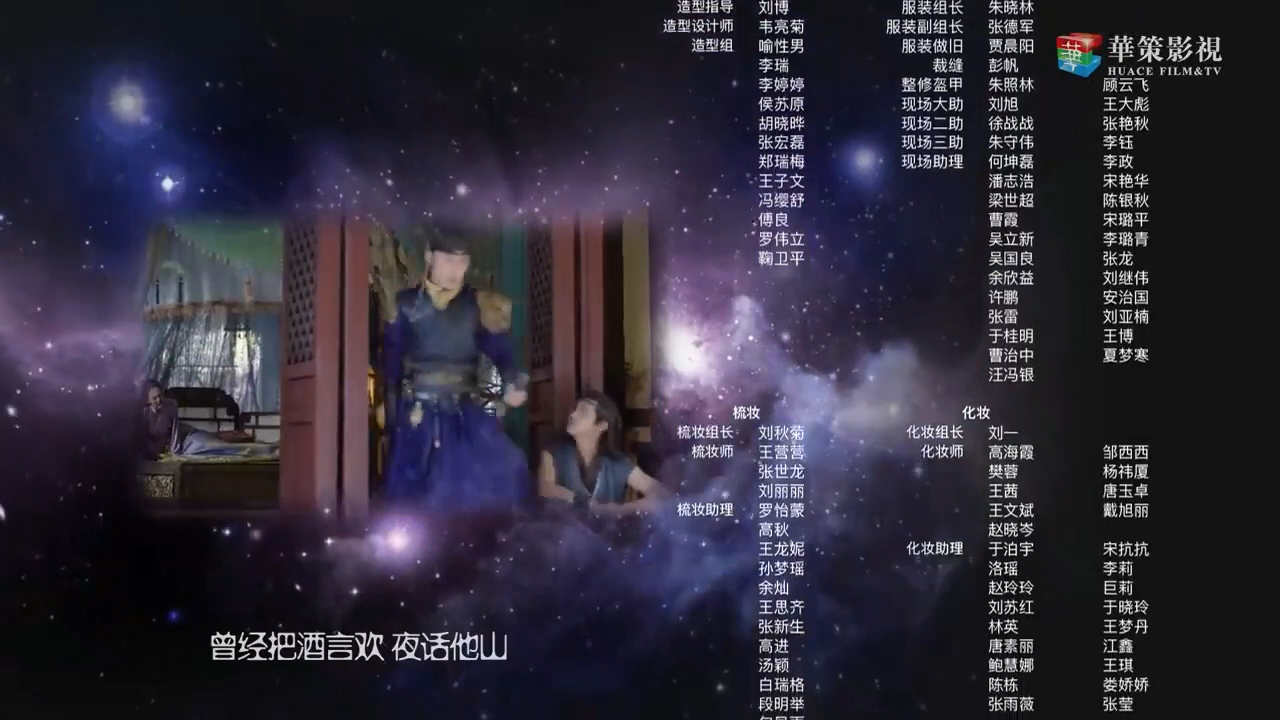 造型指导 刘博
造型设计师 韦亮菊
造型组 喻性男
李瑞
李婷婷
侯苏原
胡晓晔
张宏磊
郑瑞梅
王子文
冯缨舒
傅良
罗伟立
鞠卫平
服装组长 朱晓林
服装副组长 张德军
服装做旧 贾晨阳
裁缝 彭帆
整修盔甲 朱照林 顾云飞
现场大助 刘旭 王大彪
现场二助 徐战战 张艳秋
现场三助 朱守伟 李钰
现场助理 何坤磊 李政
潘志浩 宋艳华
梁世超 陈银秋
曹霞 宋璐平
吴立新 李璐青
吴国良 张龙
余欣益 刘继伟
许鹏 安治国
张雷 刘亚楠
于桂明 王博
曹治中 夏梦寒
汪冯银
華策影視
HUACE FILM&TV
梳妆
梳妆组长 刘秋菊
梳妆师 王营营
张世龙
刘丽丽
梳妆助理 罗怡蒙
高秋
王龙妮
孙梦瑶
余灿
王思齐
张新生
高进
汤颖
白瑞格
段明举
化妆
化妆组长 刘一
化妆师 高海霞 邹西西
樊蓉 杨祎厦
王茜 唐玉卓
王文斌 戴旭丽
赵晓岑
化妆助理 于泊宇 宋抗抗
洛瑶 李莉
赵玲玲 巨莉
刘苏红 于晓玲
林英 王梦丹
唐素丽 江鑫
鲍慧娜 王琪
陈栋 娄娇娇
张雨薇 张莹
曾经把酒言欢 夜话他山